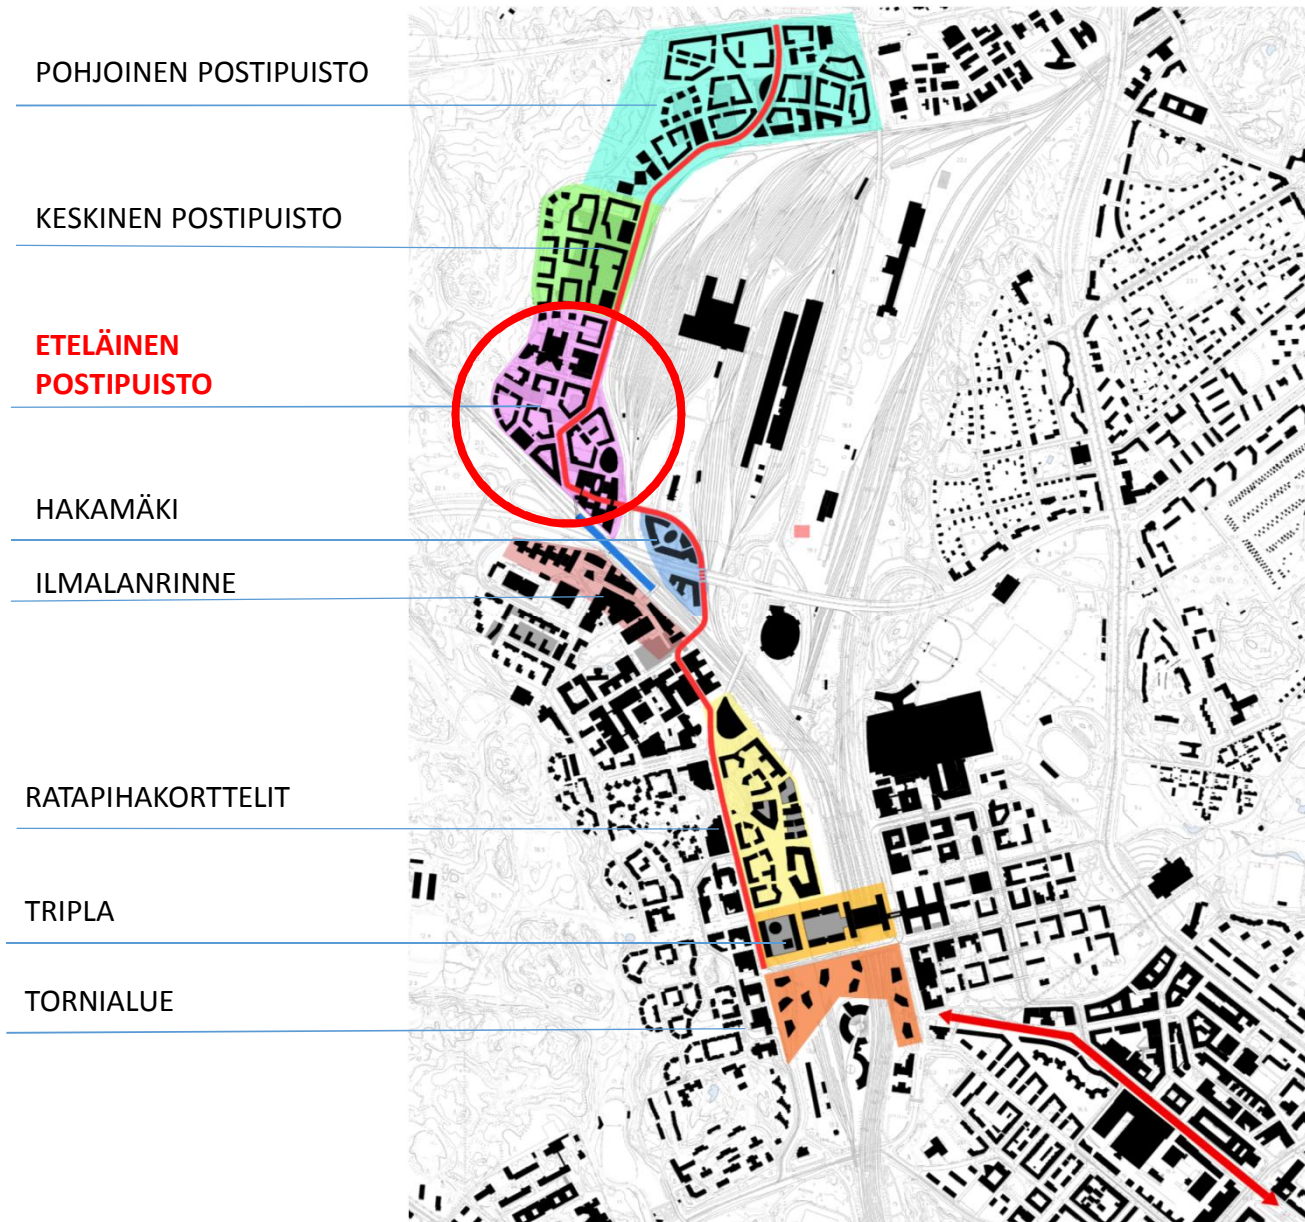 POHJOINEN POSTIPUISTO
KESKINEN POSTIPUISTO
ETELÄINEN
POSTIPUISTO
HAKAMÄKI
ILMALANRINNE
RATAPIHAKORTTELIT
TRIPLA
TORNIALUE